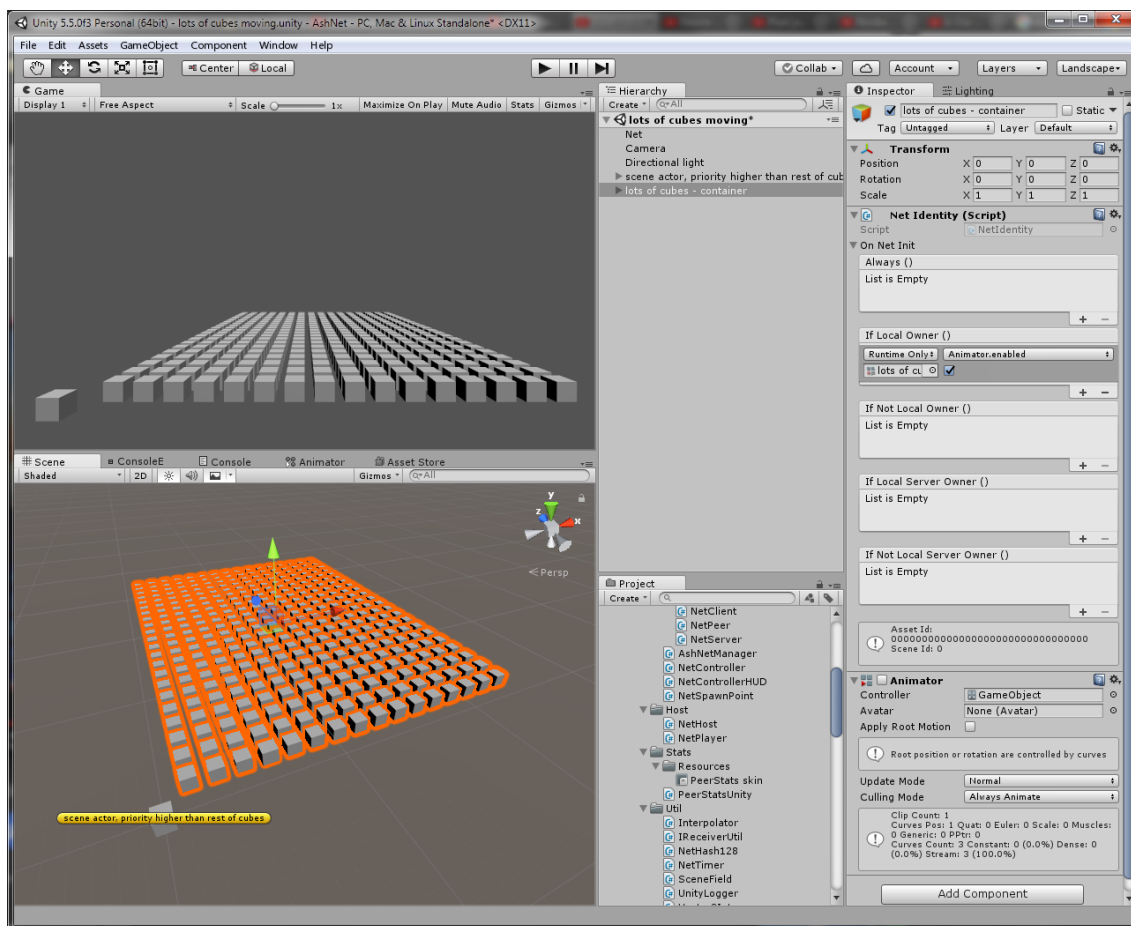 Unity 5.5.0f3 Personal (64bit) - lots of cubes moving.unity - AshNet - PC, Mac & Linux Standalone* <DX11>
File Edit Assets GameObject Component Window Help
Center Local Collab Account Layers Landscape
Game
Display 1 Free Aspect Scale 1x Maximize On Play Mute Audio Stats Gizmos
Scene ConsoleE Console Animator Asset Store
Shaded 2D Gizmos All
y
z
x
Persp
scene actor, priority higher than rest of cubes
Hierarchy
Create All
lots of cubes moving*
Net
Camera
Directional light
scene actor, priority higher than rest of cub
lots of cubes - container
Project
Create
NetClient
NetPeer
NetServer
AshNetManager
NetController
NetControllerHUD
NetSpawnPoint
Host
NetHost
NetPlayer
Stats
Resources
PeerStats skin
PeerStatsUnity
Util
Interpolator
IReceiverUtil
NetHash128
NetTimer
SceneField
UnityLogger
Inspector Lighting
lots of cubes - container Static
Tag Untagged Layer Default
Transform
Position X 0 Y 0 Z 0
Rotation X 0 Y 0 Z 0
Scale X 1 Y 1 Z 1
Net Identity (Script)
Script NetIdentity
On Net Init
Always ()
List is Empty
If Local Owner ()
Runtime Only Animator.enabled
lots of cu
If Not Local Owner ()
List is Empty
If Local Server Owner ()
List is Empty
If Not Local Server Owner ()
List is Empty
Asset Id:
00000000000000000000000000000000
Scene Id: 0
Animator
Controller GameObject
Avatar None (Avatar)
Apply Root Motion
Root position or rotation are controlled by curves
Update Mode Normal
Culling Mode Always Animate
Clip Count: 1
Curves Pos: 1 Quat: 0 Euler: 0 Scale: 0 Muscles:
0 Generic: 0 PPtr: 0
Curves Count: 3 Constant: 0 (0.0%) Dense: 0
(0.0%) Stream: 3 (100.0%)
Add Component